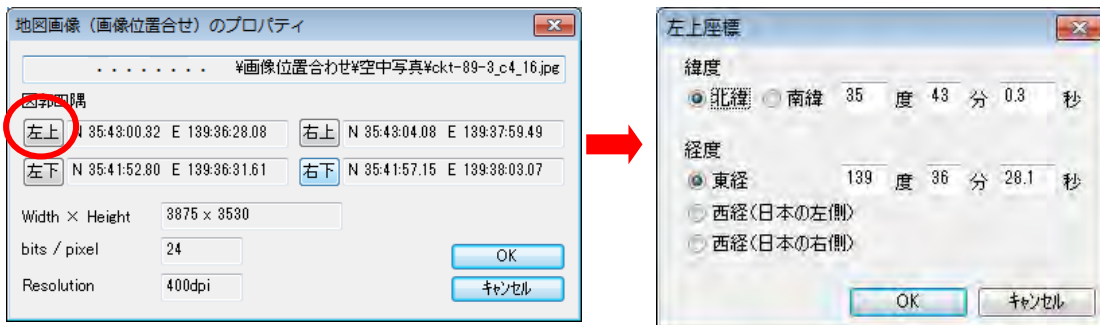 地図画像（画像位置合せ）のプロパティ
・・・・・・・・ ¥画像位置合わせ¥空中写真¥ckt-89-3_c4_16.jpg
図郭四隅
左上 N 35:43:00.32 E 139:36:28.08 右上 N 35:43:04.08 E 139:37:59.49
左下 N 35:41:52.80 E 139:36:31.61 右下 N 35:41:57.15 E 139:38:03.07
Width × Height 3875 x 3530
bits / pixel 24
Resolution 400dpi
OK
キャンセル
左上座標
緯度
北緯 南緯 35 度 43 分 0.3 秒
経度
東経 139 度 36 分 28.1 秒
西経(日本の左側)
西経(日本の右側)
OK キャンセル